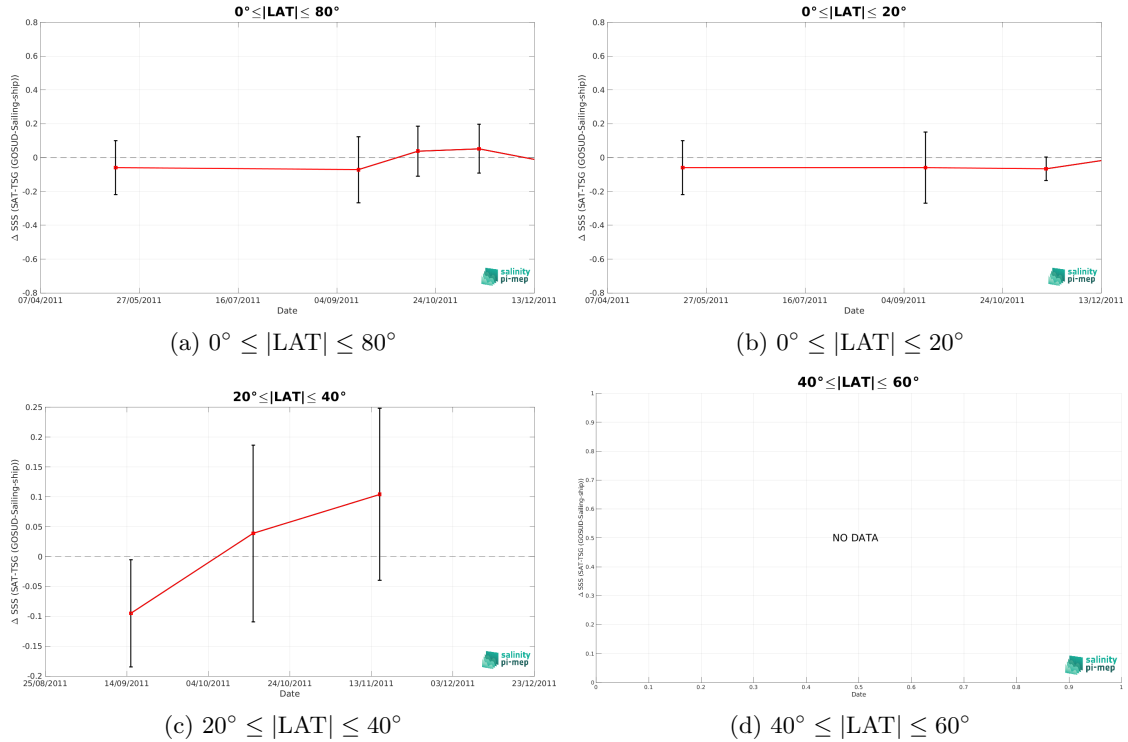 0°≤|LAT|≤ 80°
0.8
0.6
0.4
0.2
0
-0.2
-0.4
-0.6
-0.8
Δ SSS (SAT-TSG (GOSUD-Sailing-ship))
07/04/2011 27/05/2011 16/07/2011 04/09/2011 24/10/2011 13/12/2011
Date
salinity
pi-mep
(a) 0° ≤ |LAT| ≤ 80°
0°≤|LAT|≤ 20°
0.8
0.6
0.4
0.2
0
-0.2
-0.4
-0.6
-0.8
Δ SSS (SAT-TSG (GOSUD-Sailing-ship))
07/04/2011 27/05/2011 16/07/2011 04/09/2011 24/10/2011 13/12/2011
Date
salinity
pi-mep
(b) 0° ≤ |LAT| ≤ 20°
20°≤|LAT|≤ 40°
0.25
0.2
0.15
0.1
0.05
0
-0.05
-0.1
-0.15
-0.2
Δ SSS (SAT-TSG (GOSUD-Sailing-ship))
25/08/2011 14/09/2011 04/10/2011 24/10/2011 13/11/2011 03/12/2011 23/12/2011
Date
salinity
pi-mep
(c) 20° ≤ |LAT| ≤ 40°
40°≤|LAT|≤ 60°
1
0.9
0.8
0.7
0.6
0.5
0.4
0.3
0.2
0.1
0
Δ SSS (SAT-TSG (GOSUD-Sailing-ship))
NO DATA
0 0.1 0.2 0.3 0.4 0.5 0.6 0.7 0.8 0.9 1
Date
salinity
pi-mep
(d) 40° ≤ |LAT| ≤ 60°